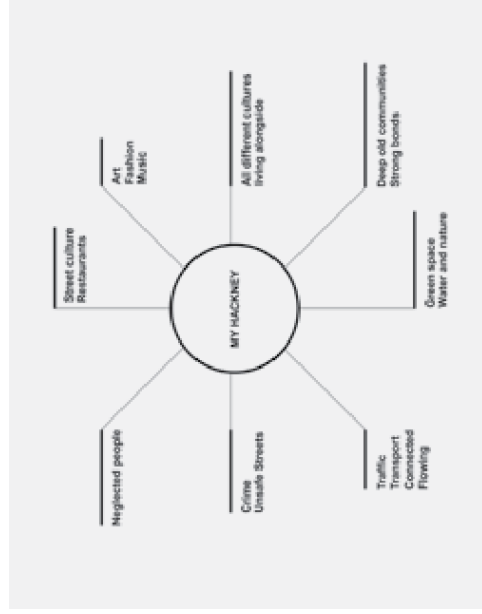 Neglected people
Street culture
Restaurants
Art
Fashion
Music
Crime
Unsafe Streets
MY HACKNEY
All different cultures
living alongside
Traffic
Transport
Connected
Flowing
Green space
Water and nature
Deep old communities
Strong bonds